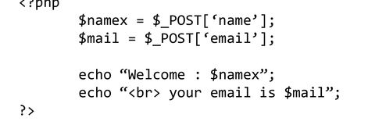 <?php
$namex = $_POST[‘name’];
$mail = $_POST[‘email’];
echo “Welcome : $namex”;
echo “<br> your email is $mail”;
?>